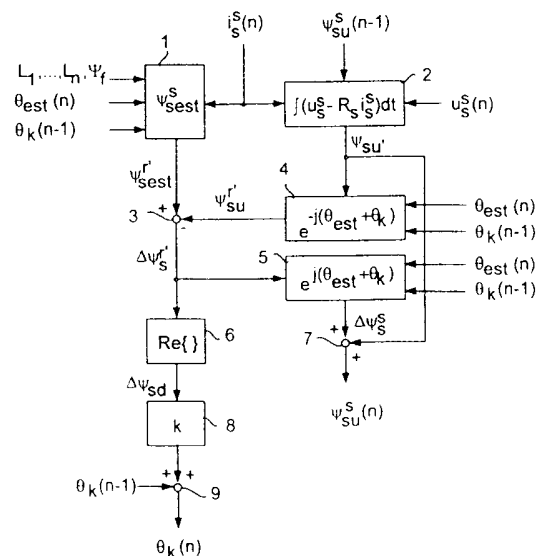 i_s^s(n)
ψ_su^s(n-1)
1
2
L_1,...,L_n,Ψ_f
θ_est(n)
θ_k(n-1)
ψ_sest^s
∫(u_s^s - R_s i_s^s)dt
u_s^s(n)
ψ_su'
ψ_sest^r'
ψ_su^r'
4
+
3
-
e^-j(θ_est+θ_k)
θ_est(n)
θ_k(n-1)
Δψ_s^r'
5
e^j(θ_est+θ_k)
θ_est(n)
θ_k(n-1)
Re{ }
6
+
Δψ_s^s
7
+
Δψ_sd
ψ_su^s(n)
k
8
+ +
θ_k(n-1)
9
θ_k(n)